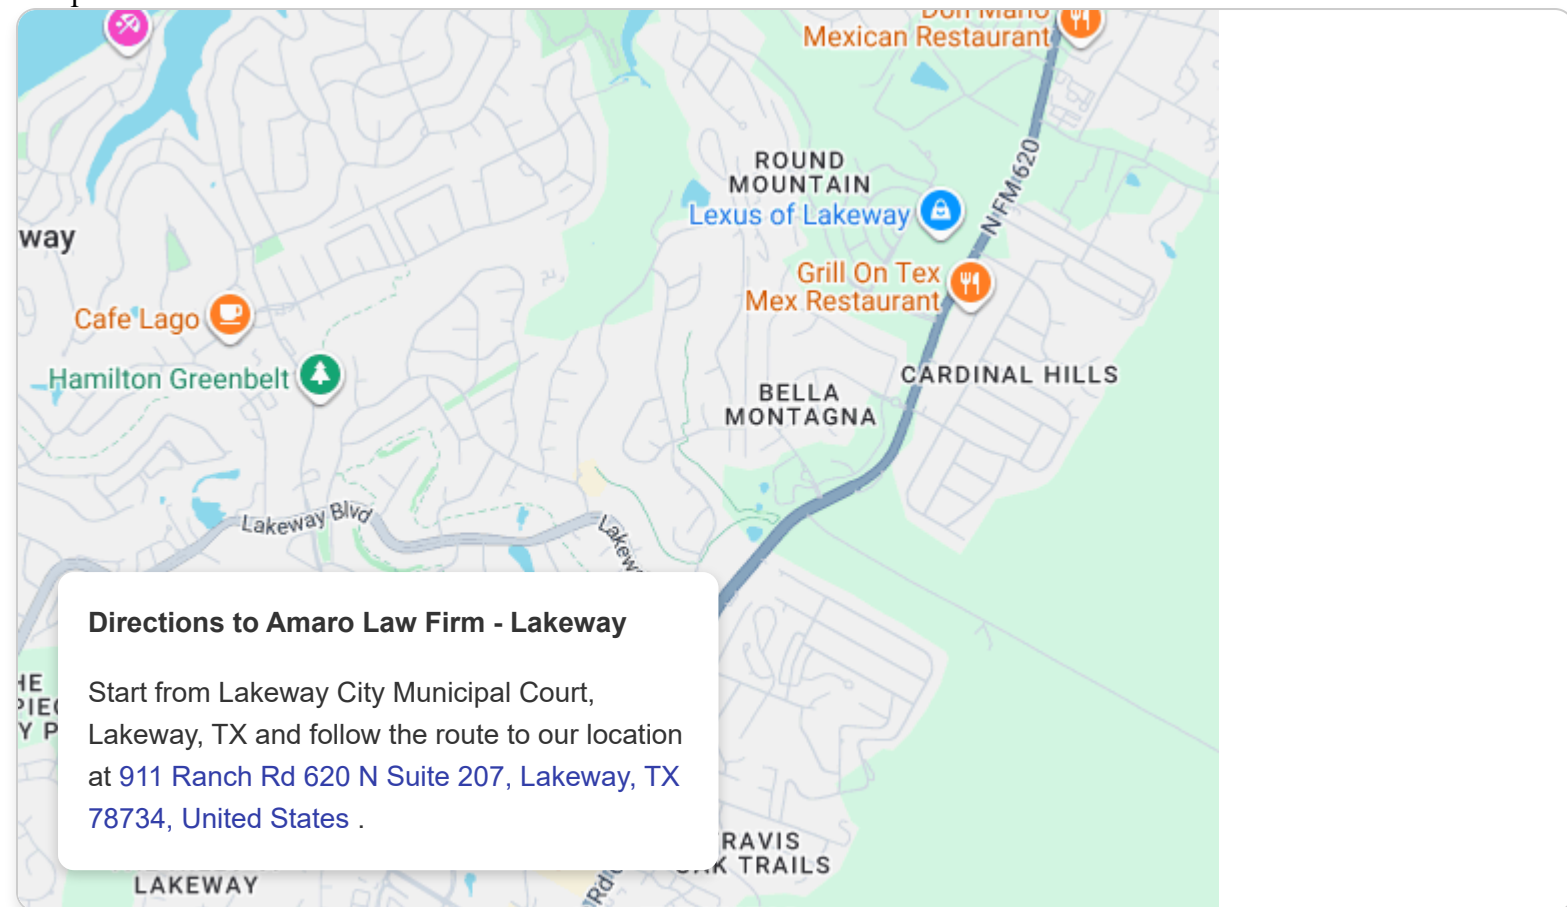 Mexican Restaurant
ROUND
MOUNTAIN
Lexus of Lakeway
N FM 620
way
Grill On Tex
Mex Restaurant
Cafe Lago
Hamilton Greenbelt
CARDINAL HILLS
BELLA
MONTAGNA
Lakeway Blvd
Directions to Amaro Law Firm - Lakeway
Start from Lakeway City Municipal Court,
Lakeway, TX and follow the route to our location
at 911 Ranch Rd 620 N Suite 207, Lakeway, TX
78734, United States .
RAVIS
K TRAILS
LAKEWAY
Rd